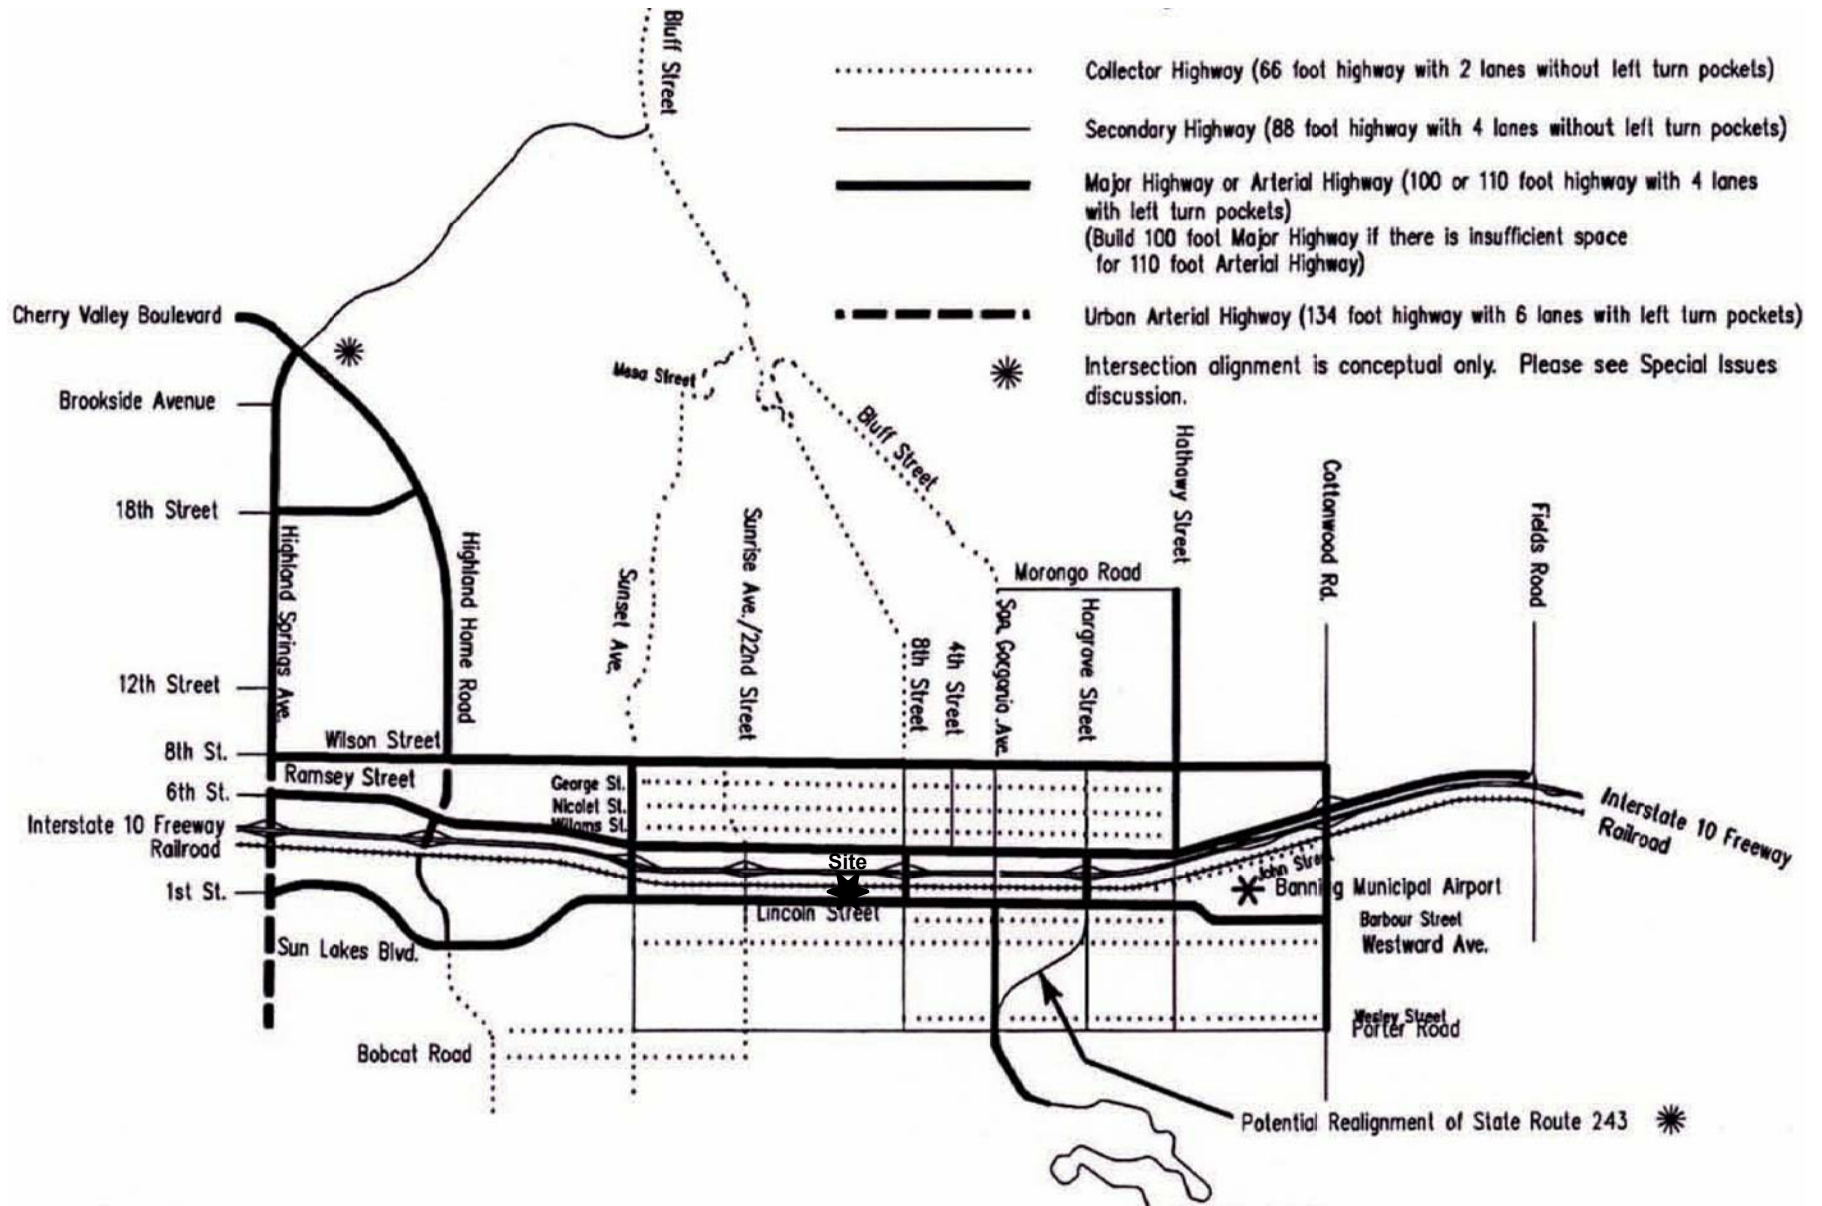 Bluff Street
Collector Highway (66 foot highway with 2 lanes without left turn pockets)
Secondary Highway (88 foot highway with 4 lanes without left turn pockets)
Major Highway or Arterial Highway (100 or 110 foot highway with 4 lanes
with left turn pockets)
(Build 100 foot Major Highway if there is insufficient space
for 110 foot Arterial Highway)
Urban Arterial Highway (134 foot highway with 6 lanes with left turn pockets)
Intersection alignment is conceptual only. Please see Special Issues
discussion.
Cherry Valley Boulevard
Mesa Street
Brookside Avenue
Bluff Street
Hathawy Street
Cottonwood Rd.
Fields Road
18th Street
Highland Springs Ave.
Highland Home Road
Sunset Ave.
Sunrise Ave./22nd Street
Morongo Road
8th Street
4th Street
San Gorgonio Ave.
Hargrave Street
12th Street
Wilson Street
8th St.
Ramsey Street
George St.
6th St.
Nicolet St.
Wilams St.
Interstate 10 Freeway
Railroad
Interstate 10 Freeway
Railroad
Site
John Street
1st St.
Banning Municipal Airport
Lincoln Street
Barbour Street
Sun Lakes Blvd.
Westward Ave.
Wesley Street
Porter Road
Bobcat Road
Potential Realignment of State Route 243